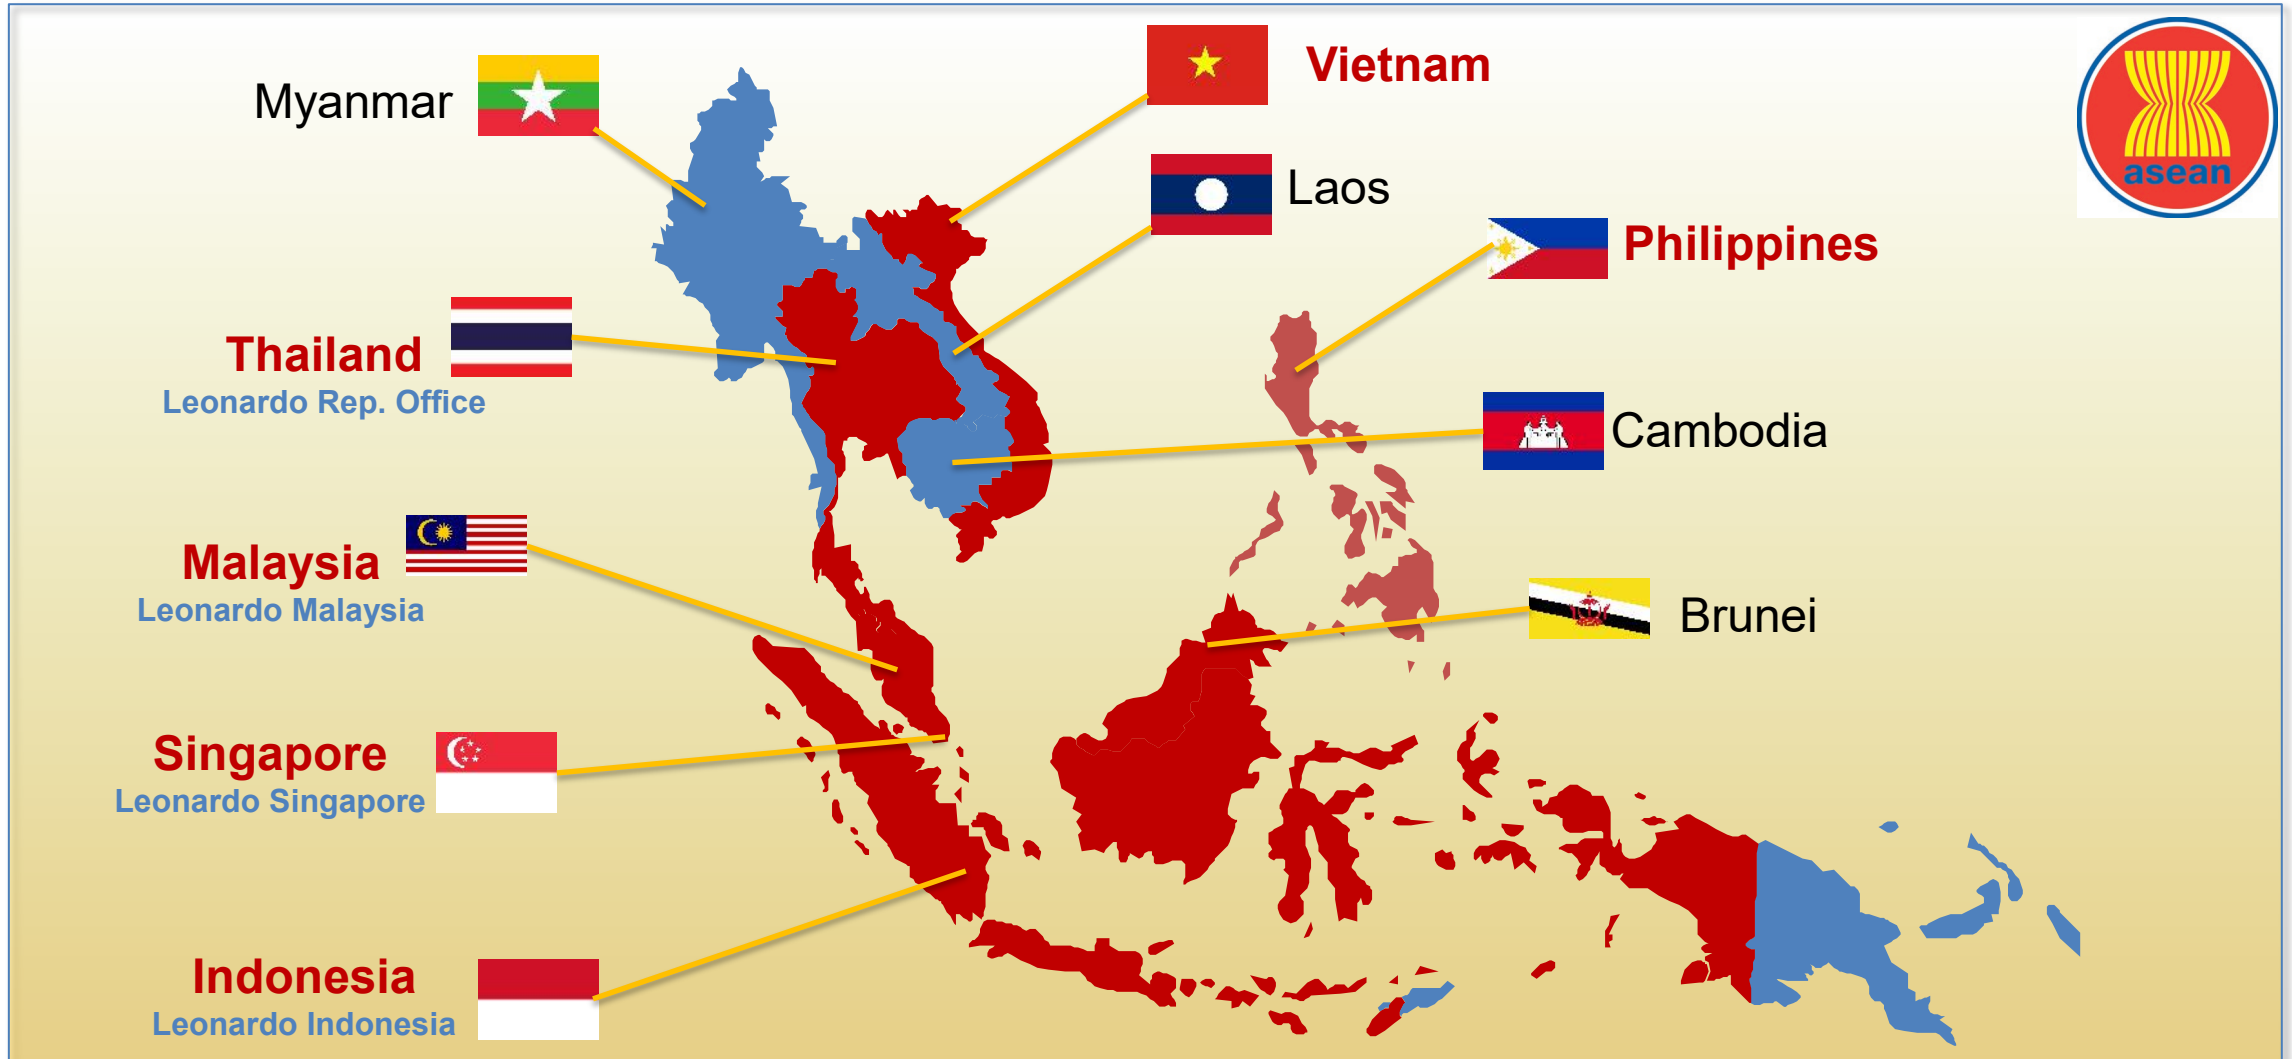 Myanmar
Vietnam
asean
Laos
Philippines
Thailand
Leonardo Rep. Office
Cambodia
Malaysia
Leonardo Malaysia
Brunei
Singapore
Leonardo Singapore
Indonesia
Leonardo Indonesia